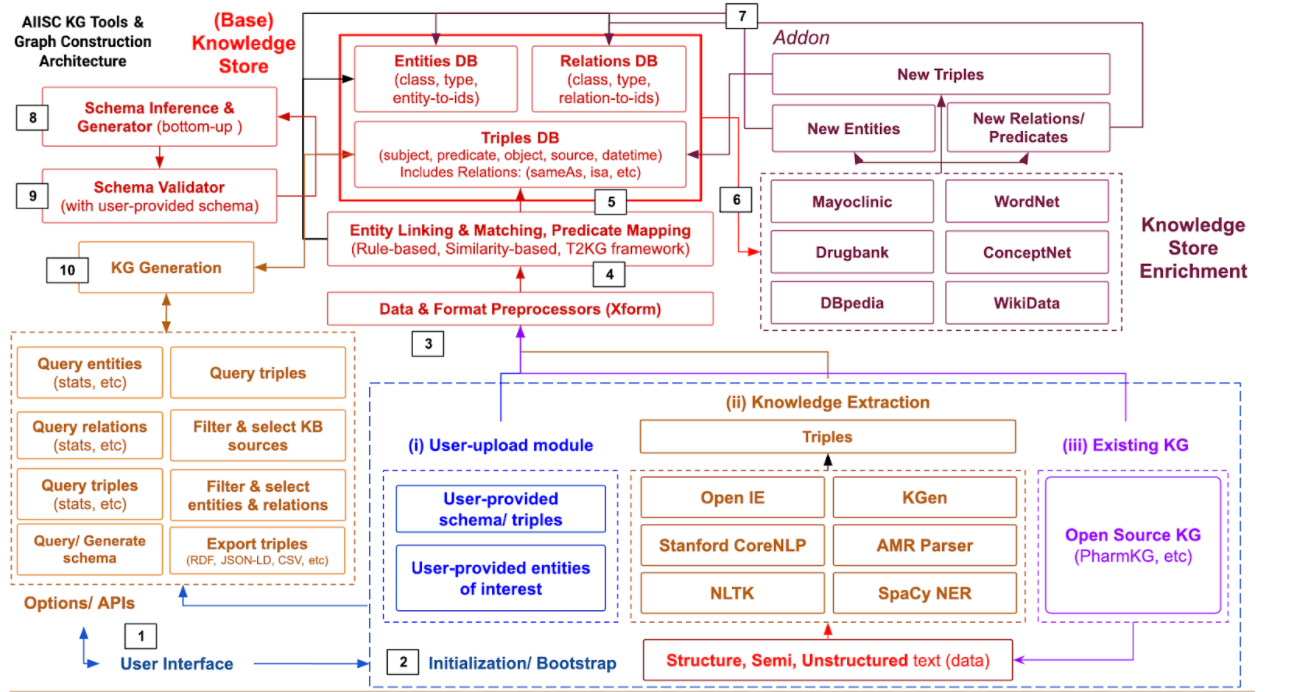 AIISC KG Tools &
Graph Construction
Architecture
(Base)
Knowledge
Store
7
Addon
Entities DB
(class, type,
entity-to-ids)
Relations DB
(class, type,
relation-to-ids)
New Triples
8
Schema Inference &
Generator (bottom-up )
Triples DB
(subject, predicate, object, source, datetime)
Includes Relations: (sameAs, isa, etc)
New Entities
New Relations/
Predicates
9
Schema Validator
(with user-provided schema)
5
6
Mayoclinic
WordNet
Drugbank
ConceptNet
DBpedia
WikiData
Knowledge
Store
Enrichment
Entity Linking & Matching, Predicate Mapping
(Rule-based, Similarity-based, T2KG framework)
10
KG Generation
4
Data & Format Preprocessors (Xform)
3
Query entities
(stats, etc)
Query triples
Query relations
(stats, etc)
Filter & select KB
sources
Query triples
(stats, etc)
Filter & select
entities & relations
Query/ Generate
schema
Export triples
(RDF, JSON-LD, CSV, etc)
Options/ APIs
1
User Interface
(ii) Knowledge Extraction
(i) User-upload module
Triples
(iii) Existing KG
User-provided
schema/ triples
User-provided entities
of interest
Open IE
KGen
Stanford CoreNLP
AMR Parser
NLTK
SpaCy NER
Open Source KG
(PharmKG, etc)
2
Initialization/ Bootstrap
Structure, Semi, Unstructured text (data)